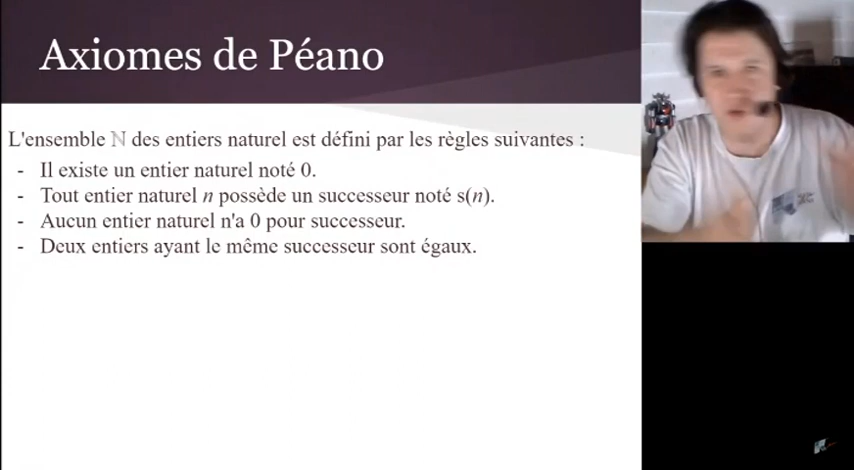 Axiomes de Péano
L'ensemble ℕ des entiers naturel est défini par les règles suivantes :
- Il existe un entier naturel noté 0.
- Tout entier naturel n possède un successeur noté s(n).
- Aucun entier naturel n'a 0 pour successeur.
- Deux entiers ayant le même successeur sont égaux.